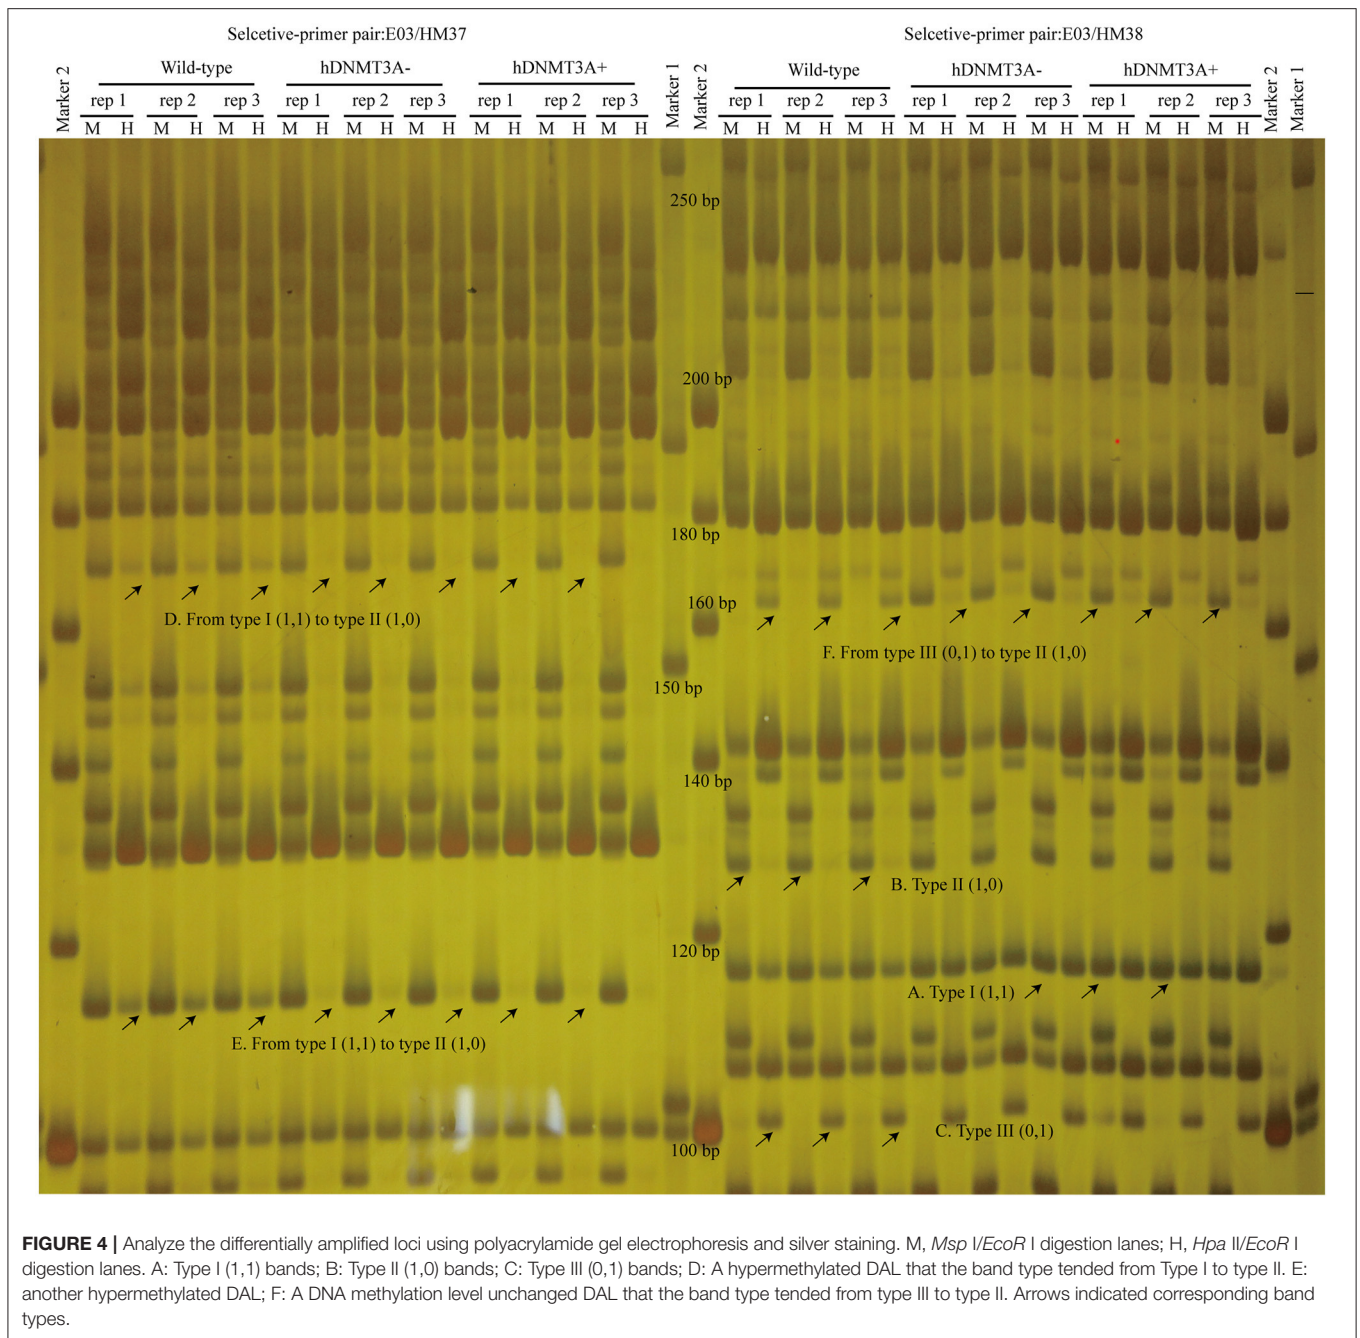 Selcetive-primer pair:E03/HM37
Selcetive-primer pair:E03/HM38
Marker 2
Wild-type hDNMT3A- hDNMT3A+
Marker 1
Marker 2
Wild-type hDNMT3A- hDNMT3A+
Marker 2
Marker 1
rep 1 rep 2 rep 3 rep 1 rep 2 rep 3 rep 1 rep 2 rep 3
rep 1 rep 2 rep 3 rep 1 rep 2 rep 3 rep 1 rep 2 rep 3
M H M H M H M H M H M H M H M H M H
M H M H M H M H M H M H M H M H M H
250 bp
200 bp
180 bp
160 bp
D. From type I (1,1) to type II (1,0)
F. From type III (0,1) to type II (1,0)
150 bp
140 bp
B. Type II (1,0)
120 bp
A. Type I (1,1)
E. From type I (1,1) to type II (1,0)
C. Type III (0,1)
100 bp
FIGURE 4 | Analyze the differentially amplified loci using polyacrylamide gel electrophoresis and silver staining. M, Msp I/EcoR I digestion lanes; H, Hpa II/EcoR I
digestion lanes. A: Type I (1,1) bands; B: Type II (1,0) bands; C: Type III (0,1) bands; D: A hypermethylated DAL that the band type tended from Type I to type II. E:
another hypermethylated DAL; F: A DNA methylation level unchanged DAL that the band type tended from type III to type II. Arrows indicated corresponding band
types.